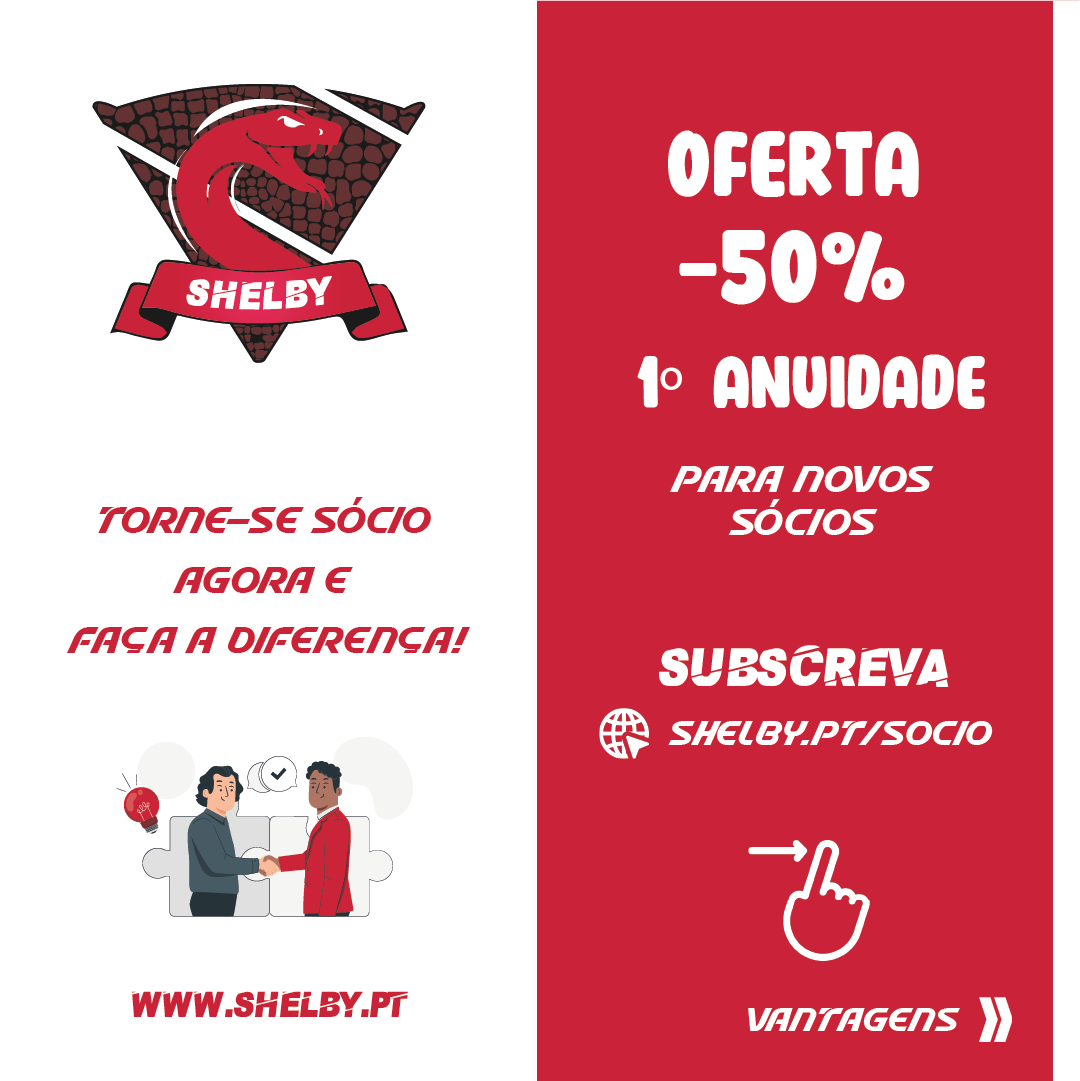 SHELBY
TORNE-SE SÓCIO
AGORA E
FAÇA A DIFERENÇA!
WWW.SHELBY.PT
OFERTA
-50%
1º ANUIDADE
PARA NOVOS
SÓCIOS
SUBSCREVA
SHELBY.PT/SOCIO
VANTAGENS